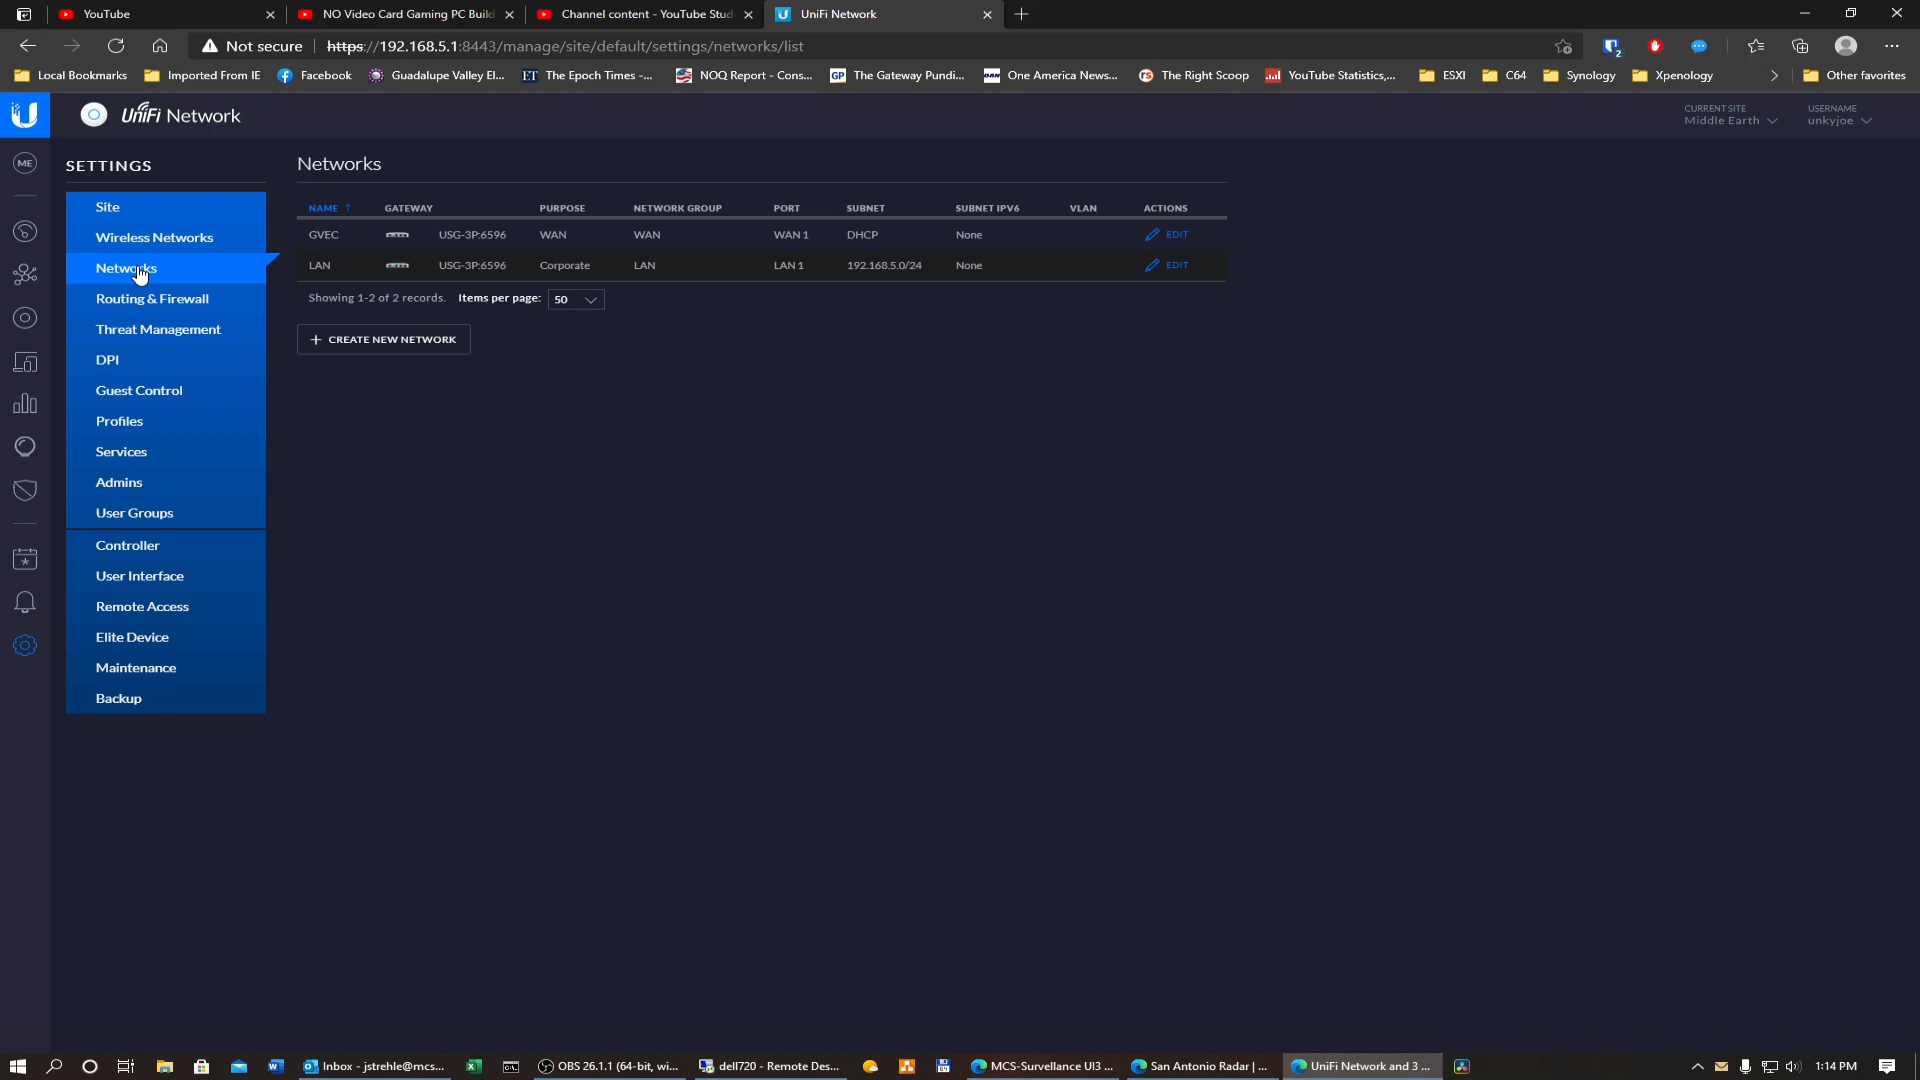 YouTube
NO Video Card Gaming PC Build
Channel content - YouTube Stud
UniFi Network
Not secure
https://192.168.5.1:8443/manage/site/default/settings/networks/list
2
Local Bookmarks
Imported From IE
Facebook
Guadalupe Valley El...
ET The Epoch Times -...
NOQ Report - Cons...
GP The Gateway Pundi...
OAN One America News...
The Right Scoop
YouTube Statistics,...
ESXI
C64
Synology
Xpenology
Other favorites
UniFi Network
CURRENT SITE
Middle Earth
USERNAME
unkyjoe
ME
SETTINGS
Site
Wireless Networks
Networks
Routing & Firewall
Threat Management
DPI
Guest Control
Profiles
Services
Admins
User Groups
Controller
User Interface
Remote Access
Elite Device
Maintenance
Backup
Networks
NAME ↑ GATEWAY PURPOSE NETWORK GROUP PORT SUBNET SUBNET IPV6 VLAN ACTIONS
GVEC USG-3P:6596 WAN WAN WAN 1 DHCP None EDIT
LAN USG-3P:6596 Corporate LAN LAN 1 192.168.5.0/24 None EDIT
Showing 1-2 of 2 records. Items per page: 50
+ CREATE NEW NETWORK
Inbox - jstrehle@mcs...
OBS 26.1.1 (64-bit, wi...
dell720 - Remote Des...
MCS-Survellance UI3 ...
San Antonio Radar | ...
UniFi Network and 3 ...
1:14 PM